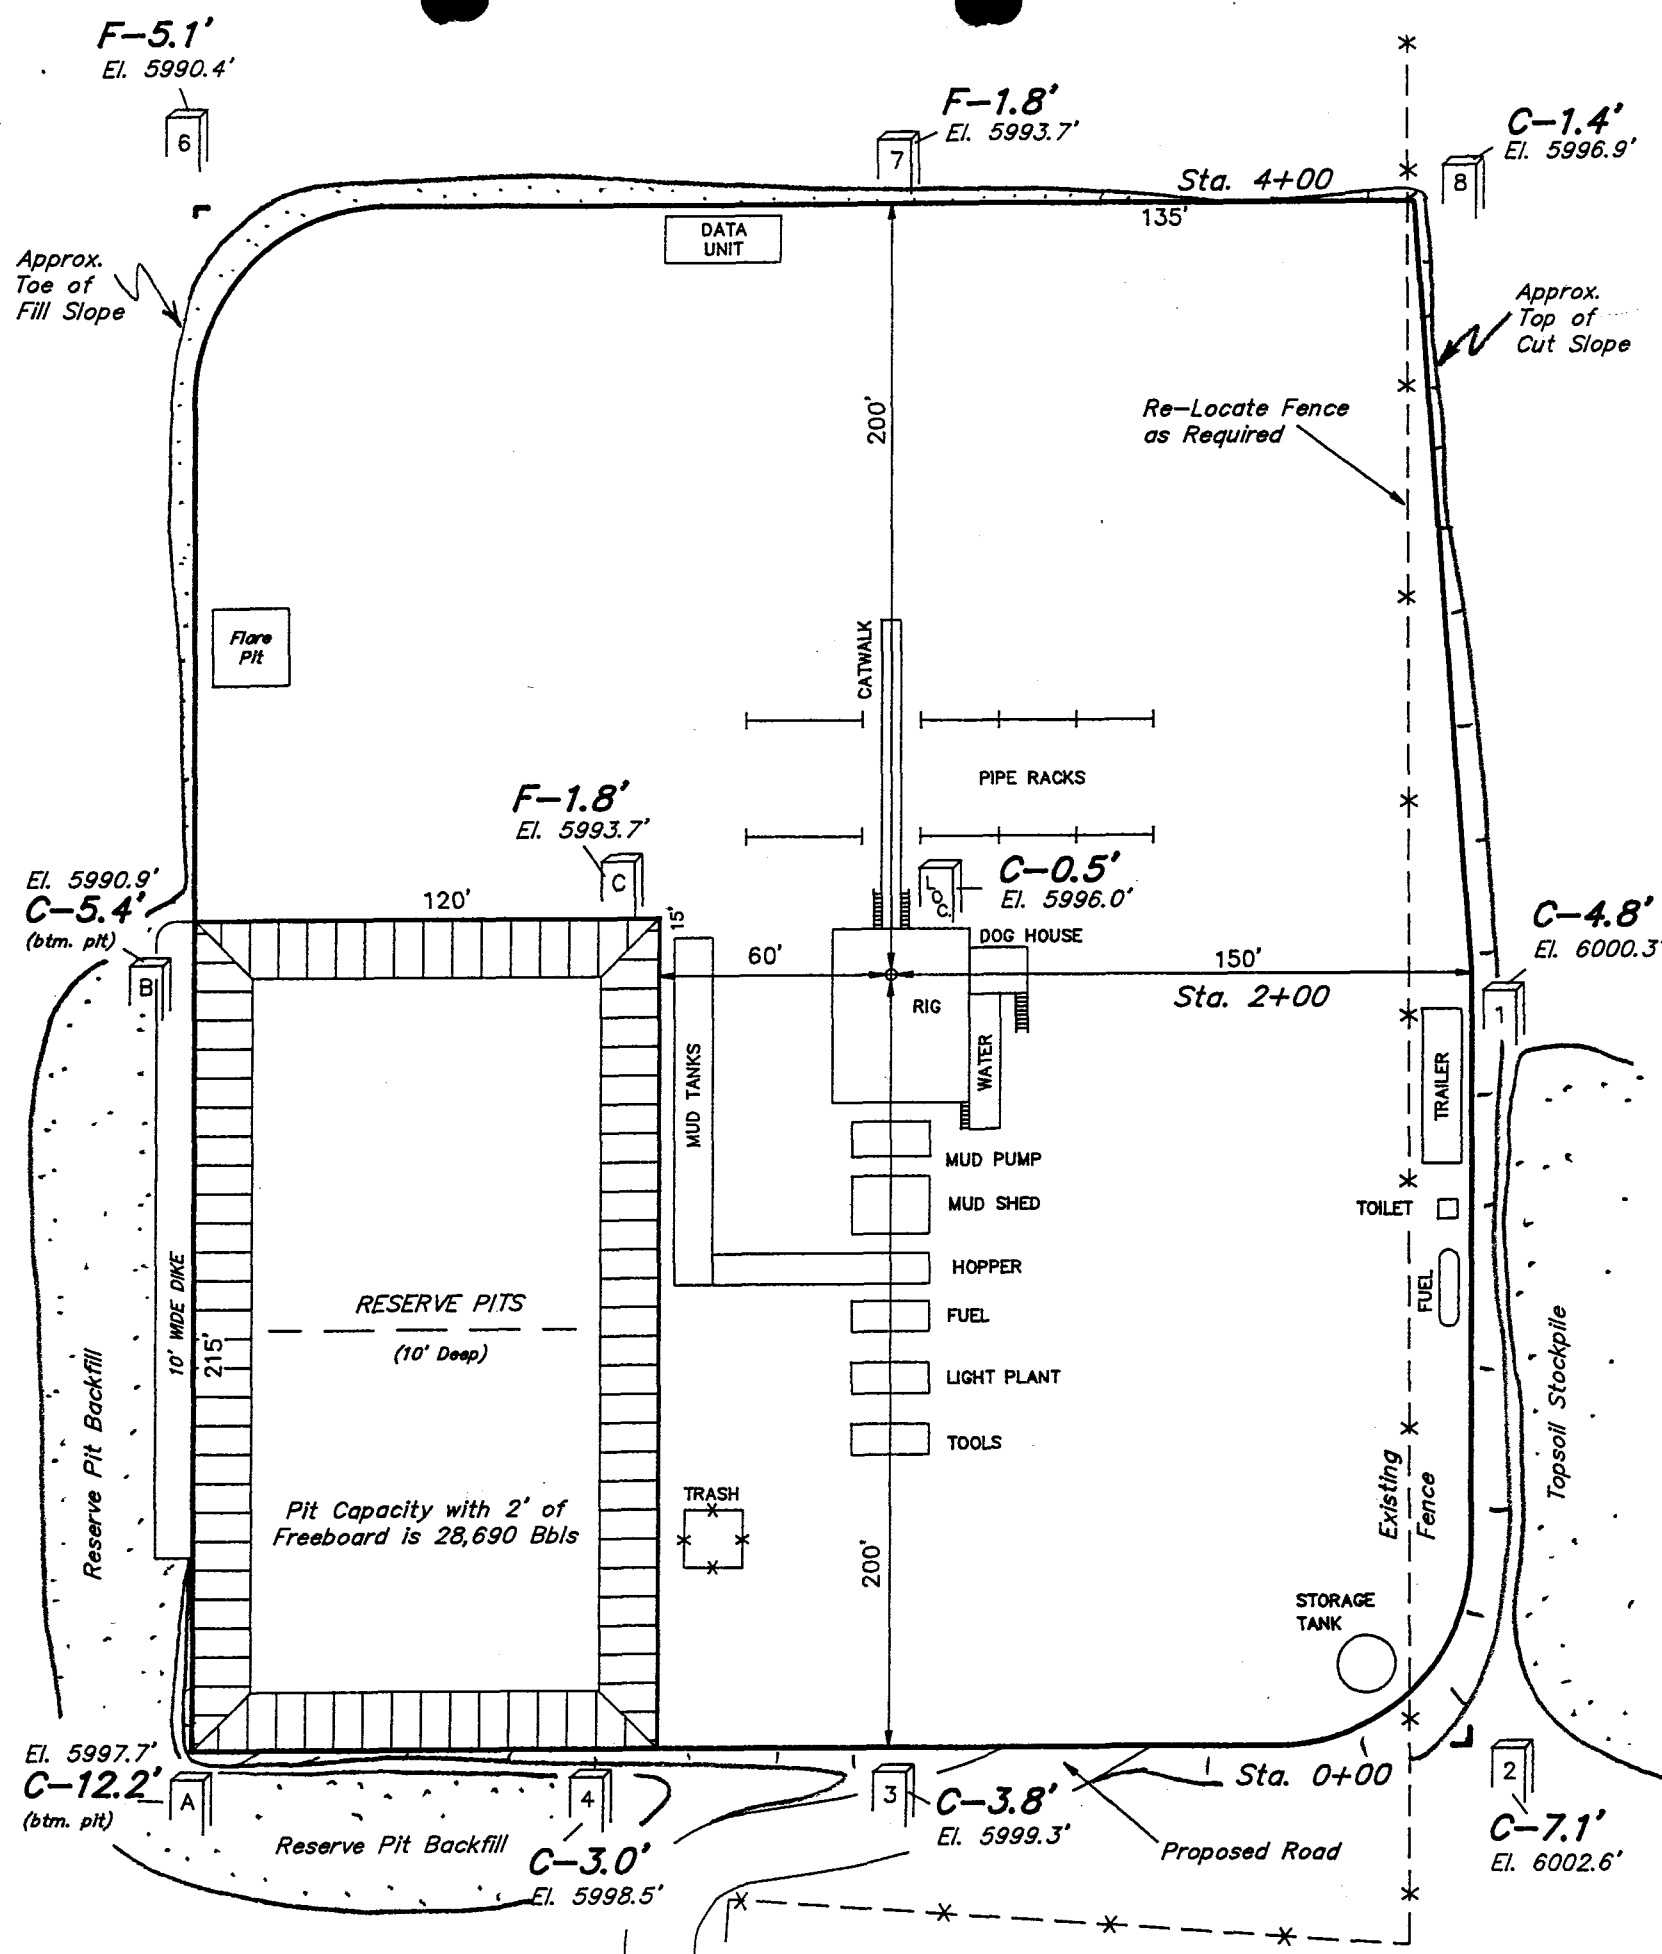 F-5.1'
El. 5990.4'
6
F-1.8'
El. 5993.7'
7
C-1.4'
El. 5996.9'
8
Sta. 4+00
135'
DATA
UNIT
Approx.
Toe of
Fill Slope
Approx.
Top of
Cut Slope
200'
Re-Locate Fence
as Required
Flare
Pit
CATWALK
PIPE RACKS
F-1.8'
El. 5993.7'
C
LOC.
C-0.5'
El. 5996.0'
El. 5990.9'
C-5.4'
(btm. pit)
B
120'
15'
DOG HOUSE
C-4.8'
El. 6000.3'
1
60'
150'
Sta. 2+00
RIG
WATER
MUD TANKS
TRAILER
MUD PUMP
MUD SHED
TOILET
HOPPER
FUEL
FUEL
LIGHT PLANT
TOOLS
10' WIDE DIKE
215'
RESERVE PITS
(10' Deep)
Reserve Pit Backfill
Topsoil Stockpile
Existing
Fence
Pit Capacity with 2' of
Freeboard is 28,690 Bbls
TRASH
200'
STORAGE
TANK
El. 5997.7'
C-12.2'
(btm. pit)
A
4
3
Sta. 0+00
2
C-3.8'
El. 5999.3'
C-7.1'
El. 6002.6'
Reserve Pit Backfill
C-3.0'
El. 5998.5'
Proposed Road